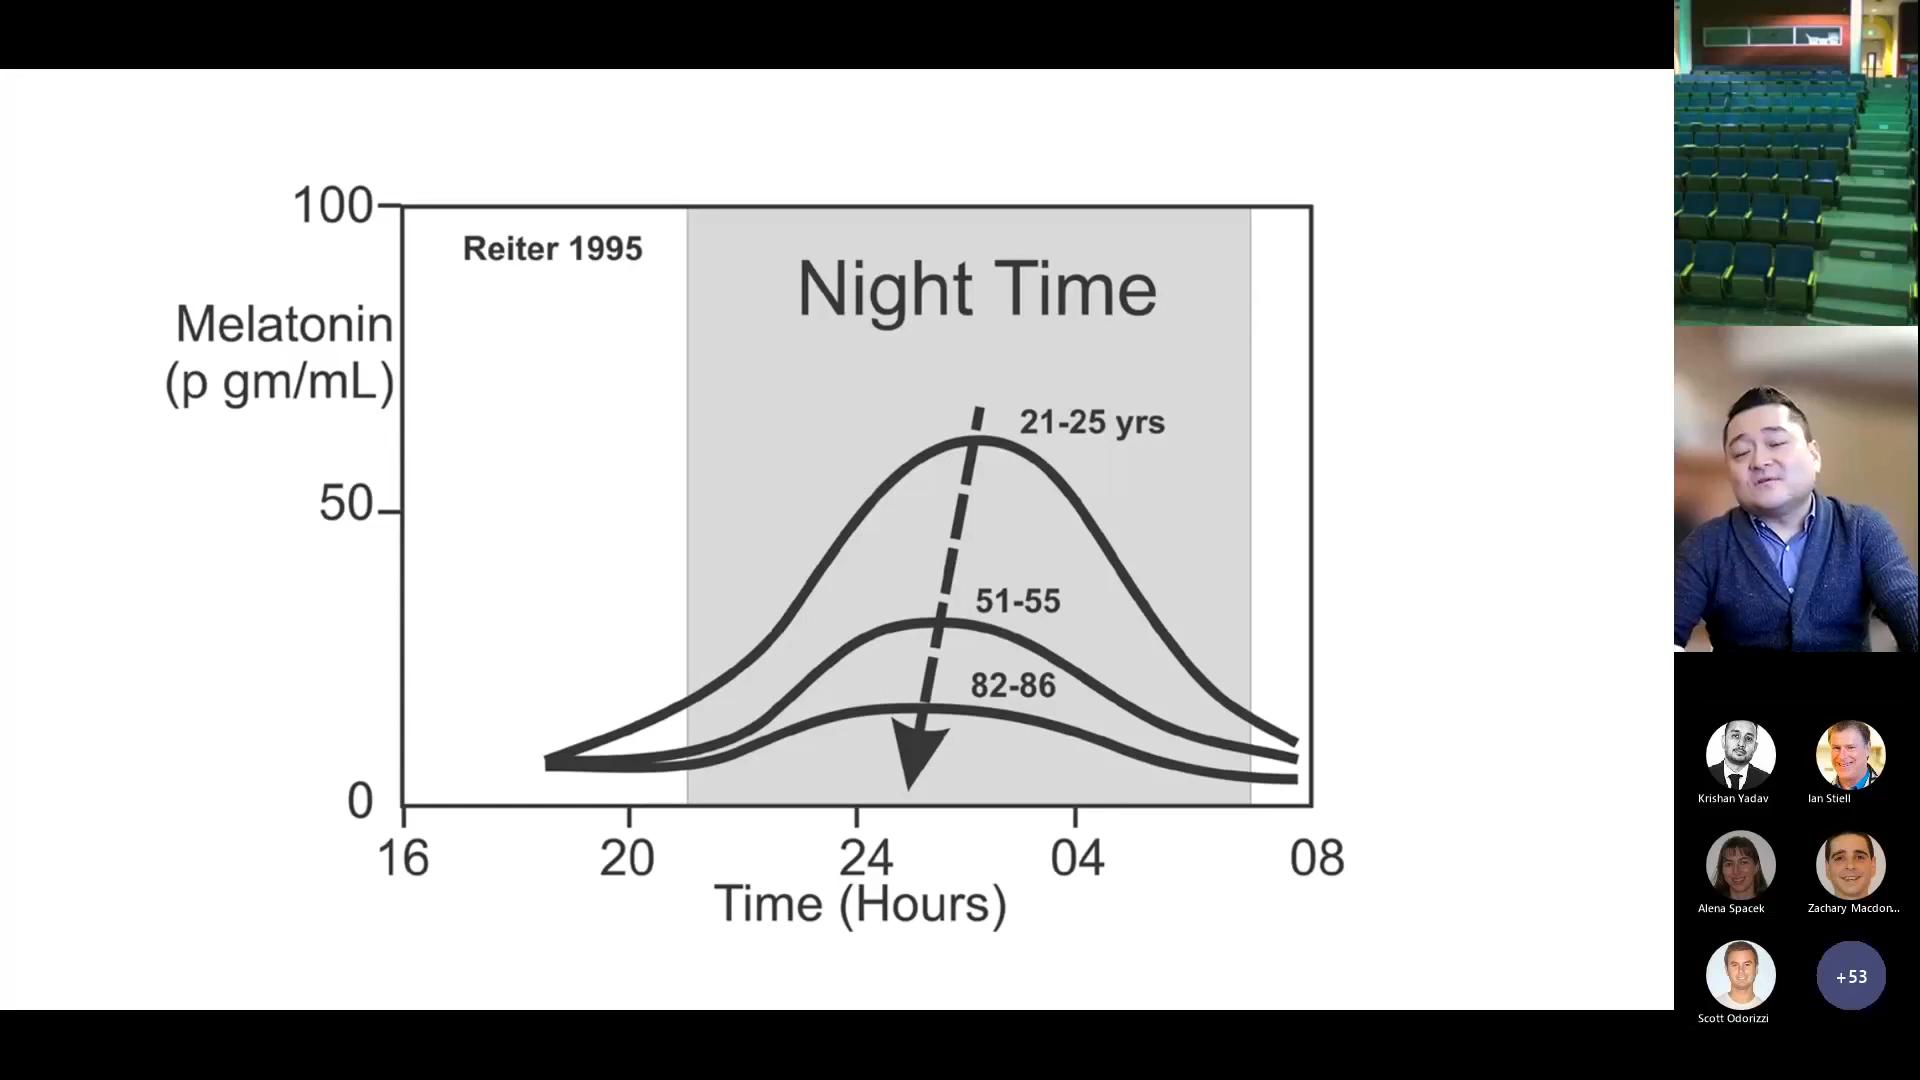 100
Reiter 1995
Night Time
Melatonin
(p gm/mL)
21-25 yrs
50
51-55
82-86
0
16
20
24
04
08
Time (Hours)
Krishan Yadav
Ian Stiell
Alena Spacek
Zachary Macdon...
Scott Odorizzi
+53